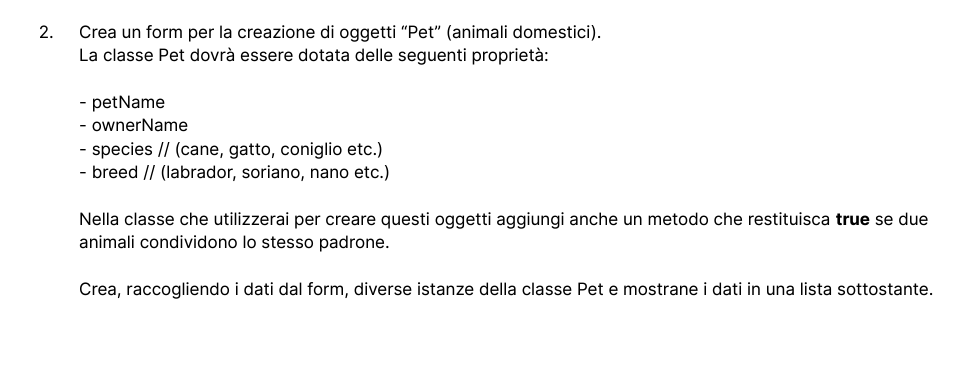 2. Crea un form per la creazione di oggetti “Pet” (animali domestici).
La classe Pet dovrà essere dotata delle seguenti proprietà:
- petName
- ownerName
- species // (cane, gatto, coniglio etc.)
- breed // (labrador, soriano, nano etc.)
Nella classe che utilizzerai per creare questi oggetti aggiungi anche un metodo che restituisca true se due
animali condividono lo stesso padrone.
Crea, raccogliendo i dati dal form, diverse istanze della classe Pet e mostrane i dati in una lista sottostante.